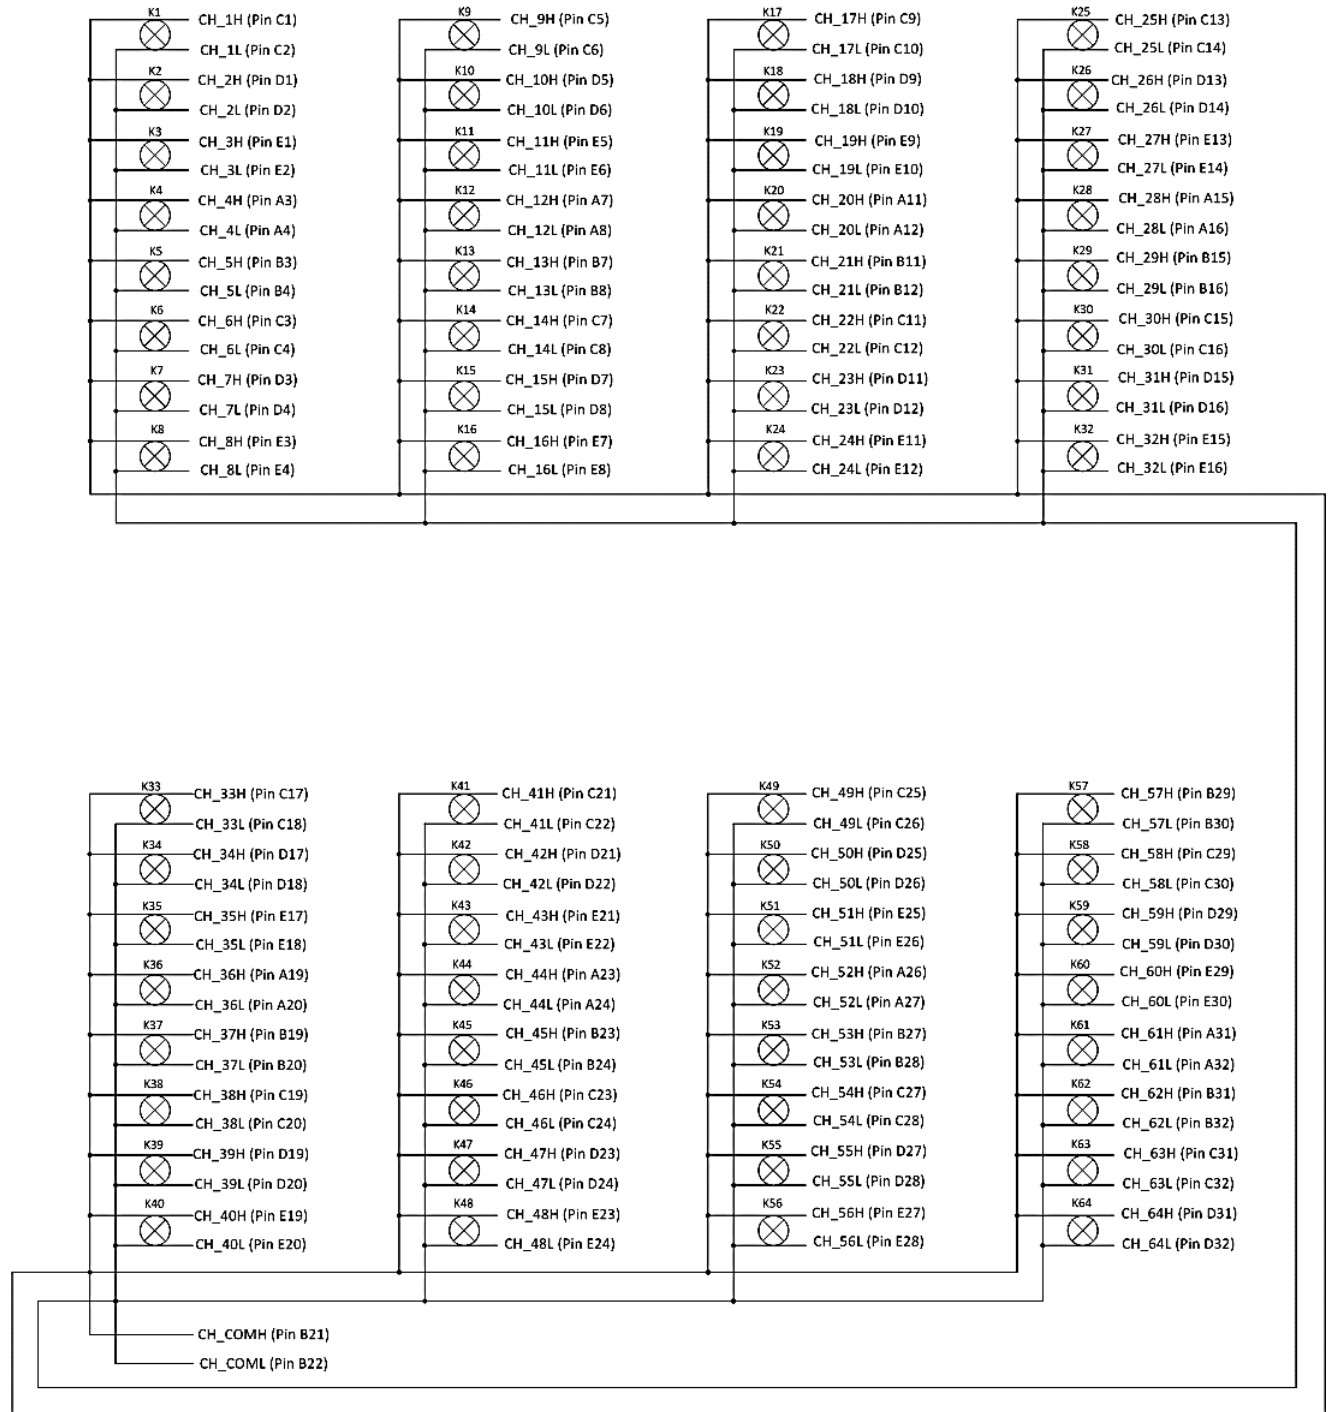 K1
CH_1H (Pin C1)
CH_1L (Pin C2)
K2
CH_2H (Pin D1)
CH_2L (Pin D2)
K3
CH_3H (Pin E1)
CH_3L (Pin E2)
K4
CH_4H (Pin A3)
CH_4L (Pin A4)
K5
CH_5H (Pin B3)
CH_5L (Pin B4)
K6
CH_6H (Pin C3)
CH_6L (Pin C4)
K7
CH_7H (Pin D3)
CH_7L (Pin D4)
K8
CH_8H (Pin E3)
CH_8L (Pin E4)
K9
CH_9H (Pin C5)
CH_9L (Pin C6)
K10
CH_10H (Pin D5)
CH_10L (Pin D6)
K11
CH_11H (Pin E5)
CH_11L (Pin E6)
K12
CH_12H (Pin A7)
CH_12L (Pin A8)
K13
CH_13H (Pin B7)
CH_13L (Pin B8)
K14
CH_14H (Pin C7)
CH_14L (Pin C8)
K15
CH_15H (Pin D7)
CH_15L (Pin D8)
K16
CH_16H (Pin E7)
CH_16L (Pin E8)
K17
CH_17H (Pin C9)
CH_17L (Pin C10)
K18
CH_18H (Pin D9)
CH_18L (Pin D10)
K19
CH_19H (Pin E9)
CH_19L (Pin E10)
K20
CH_20H (Pin A11)
CH_20L (Pin A12)
K21
CH_21H (Pin B11)
CH_21L (Pin B12)
K22
CH_22H (Pin C11)
CH_22L (Pin C12)
K23
CH_23H (Pin D11)
CH_23L (Pin D12)
K24
CH_24H (Pin E11)
CH_24L (Pin E12)
K25
CH_25H (Pin C13)
CH_25L (Pin C14)
K26
CH_26H (Pin D13)
CH_26L (Pin D14)
K27
CH_27H (Pin E13)
CH_27L (Pin E14)
K28
CH_28H (Pin A15)
CH_28L (Pin A16)
K29
CH_29H (Pin B15)
CH_29L (Pin B16)
K30
CH_30H (Pin C15)
CH_30L (Pin C16)
K31
CH_31H (Pin D15)
CH_31L (Pin D16)
K32
CH_32H (Pin E15)
CH_32L (Pin E16)
K33
CH_33H (Pin C17)
CH_33L (Pin C18)
K34
CH_34H (Pin D17)
CH_34L (Pin D18)
K35
CH_35H (Pin E17)
CH_35L (Pin E18)
K36
CH_36H (Pin A19)
CH_36L (Pin A20)
K37
CH_37H (Pin B19)
CH_37L (Pin B20)
K38
CH_38H (Pin C19)
CH_38L (Pin C20)
K39
CH_39H (Pin D19)
CH_39L (Pin D20)
K40
CH_40H (Pin E19)
CH_40L (Pin E20)
K41
CH_41H (Pin C21)
CH_41L (Pin C22)
K42
CH_42H (Pin D21)
CH_42L (Pin D22)
K43
CH_43H (Pin E21)
CH_43L (Pin E22)
K44
CH_44H (Pin A23)
CH_44L (Pin A24)
K45
CH_45H (Pin B23)
CH_45L (Pin B24)
K46
CH_46H (Pin C23)
CH_46L (Pin C24)
K47
CH_47H (Pin D23)
CH_47L (Pin D24)
K48
CH_48H (Pin E23)
CH_48L (Pin E24)
K49
CH_49H (Pin C25)
CH_49L (Pin C26)
K50
CH_50H (Pin D25)
CH_50L (Pin D26)
K51
CH_51H (Pin E25)
CH_51L (Pin E26)
K52
CH_52H (Pin A26)
CH_52L (Pin A27)
K53
CH_53H (Pin B27)
CH_53L (Pin B28)
K54
CH_54H (Pin C27)
CH_54L (Pin C28)
K55
CH_55H (Pin D27)
CH_55L (Pin D28)
K56
CH_56H (Pin E27)
CH_56L (Pin E28)
K57
CH_57H (Pin B29)
CH_57L (Pin B30)
K58
CH_58H (Pin C29)
CH_58L (Pin C30)
K59
CH_59H (Pin D29)
CH_59L (Pin D30)
K60
CH_60H (Pin E29)
CH_60L (Pin E30)
K61
CH_61H (Pin A31)
CH_61L (Pin A32)
K62
CH_62H (Pin B31)
CH_62L (Pin B32)
K63
CH_63H (Pin C31)
CH_63L (Pin C32)
K64
CH_64H (Pin D31)
CH_64L (Pin D32)
CH_COMH (Pin B21)
CH_COML (Pin B22)